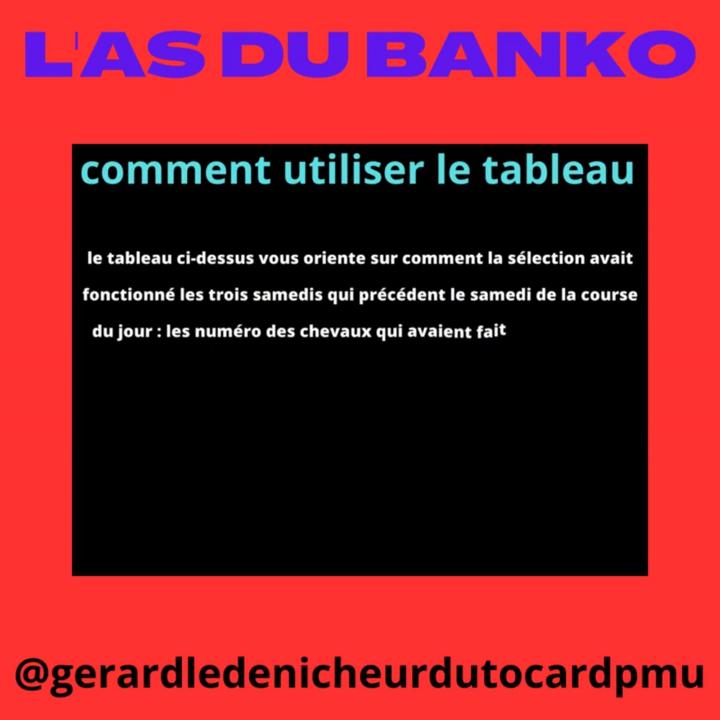 L'AS DU BANKO
comment utiliser le tableau
le tableau ci-dessus vous oriente sur comment la sélection avait
fonctionné les trois samedis qui précédent le samedi de la course
du jour : les numéro des chevaux qui avaient fait
@gerardledenicheurdutocardpmu